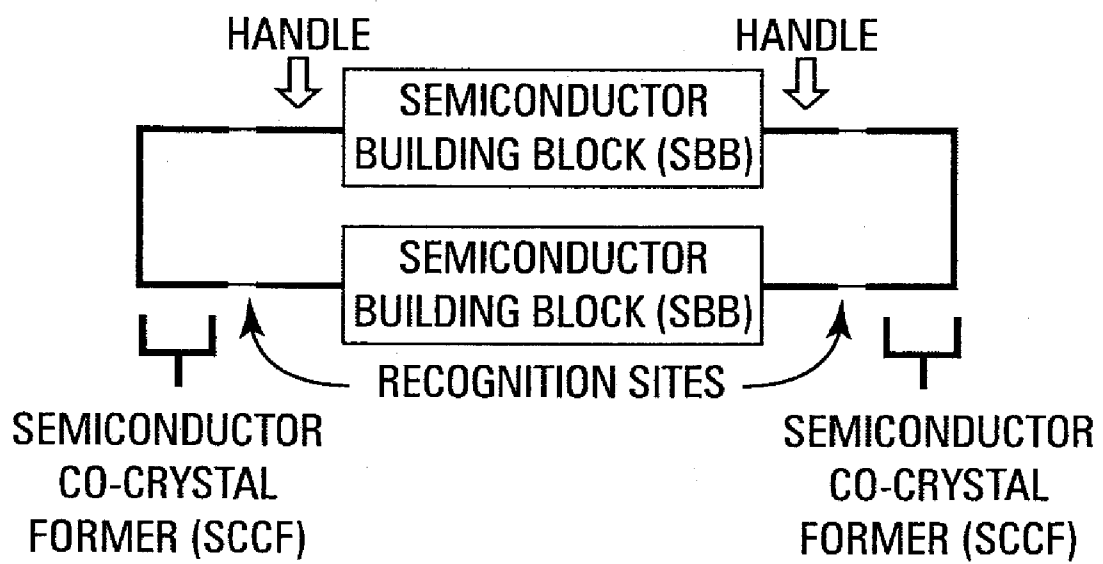 HANDLE
HANDLE
SEMICONDUCTOR
BUILDING BLOCK (SBB)
SEMICONDUCTOR
BUILDING BLOCK (SBB)
RECOGNITION SITES
SEMICONDUCTOR
CO-CRYSTAL
FORMER (SCCF)
SEMICONDUCTOR
CO-CRYSTAL
FORMER (SCCF)